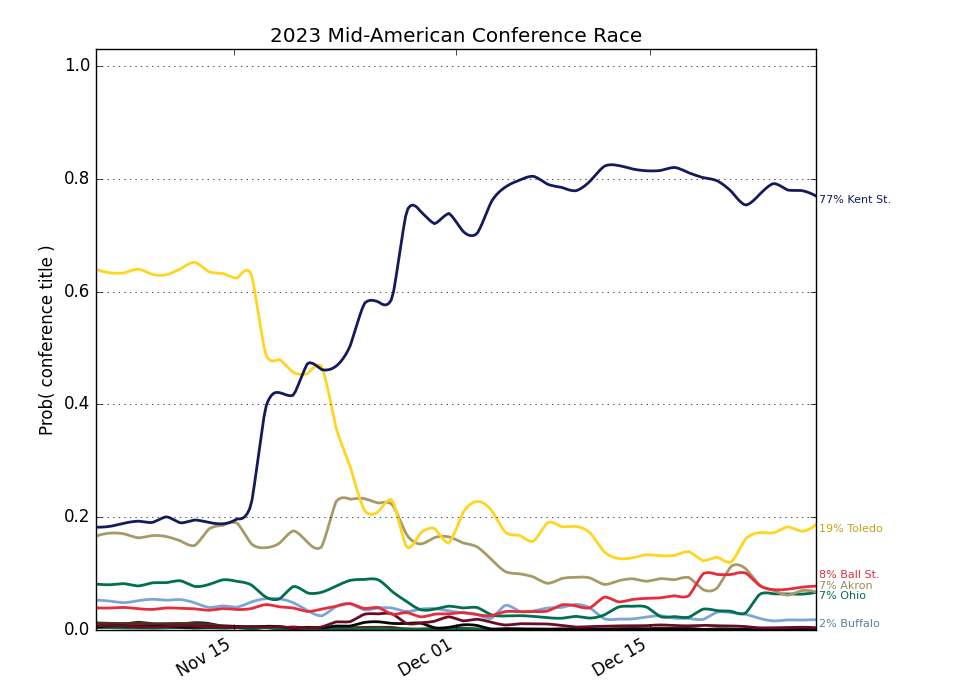 2023 Mid-American Conference Race
Prob( conference title )
1.0
0.8
0.6
0.4
0.2
0.0
77% Kent St.
19% Toledo
8% Ball St.
7% Akron
7% Ohio
2% Buffalo
Nov 15
Dec 01
Dec 15